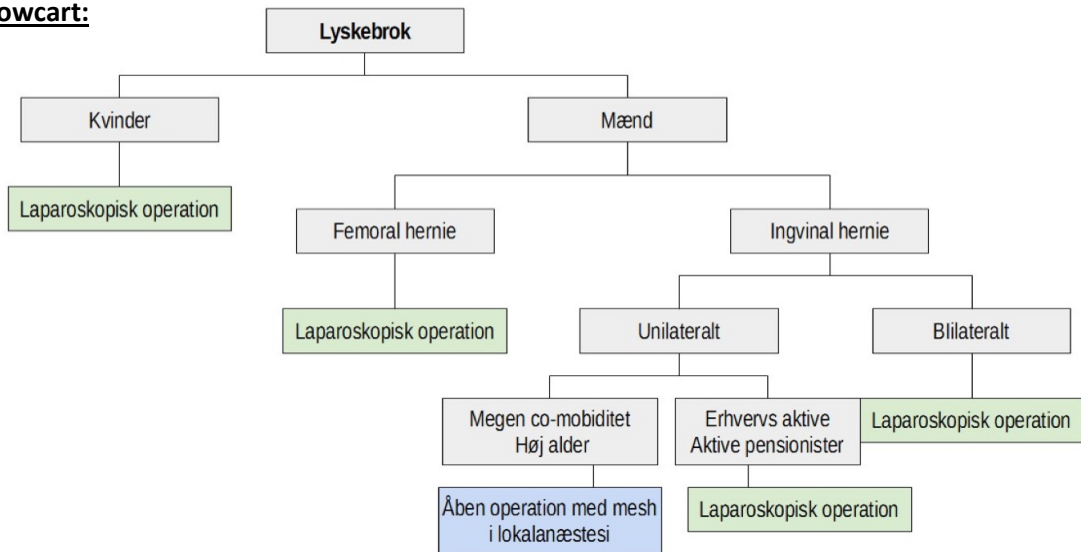 owcart:
Lyskebrok
Kvinder
Mænd
Laparoskopisk operation
Femoral hernie
Ingvinal hernie
Laparoskopisk operation
Unilateralt
Blilateralt
Megen co-mobiditet
Høj alder
Erhvervs aktive
Aktive pensionister
Laparoskopisk operation
Åben operation med mesh
i lokalanæstesi
Laparoskopisk operation